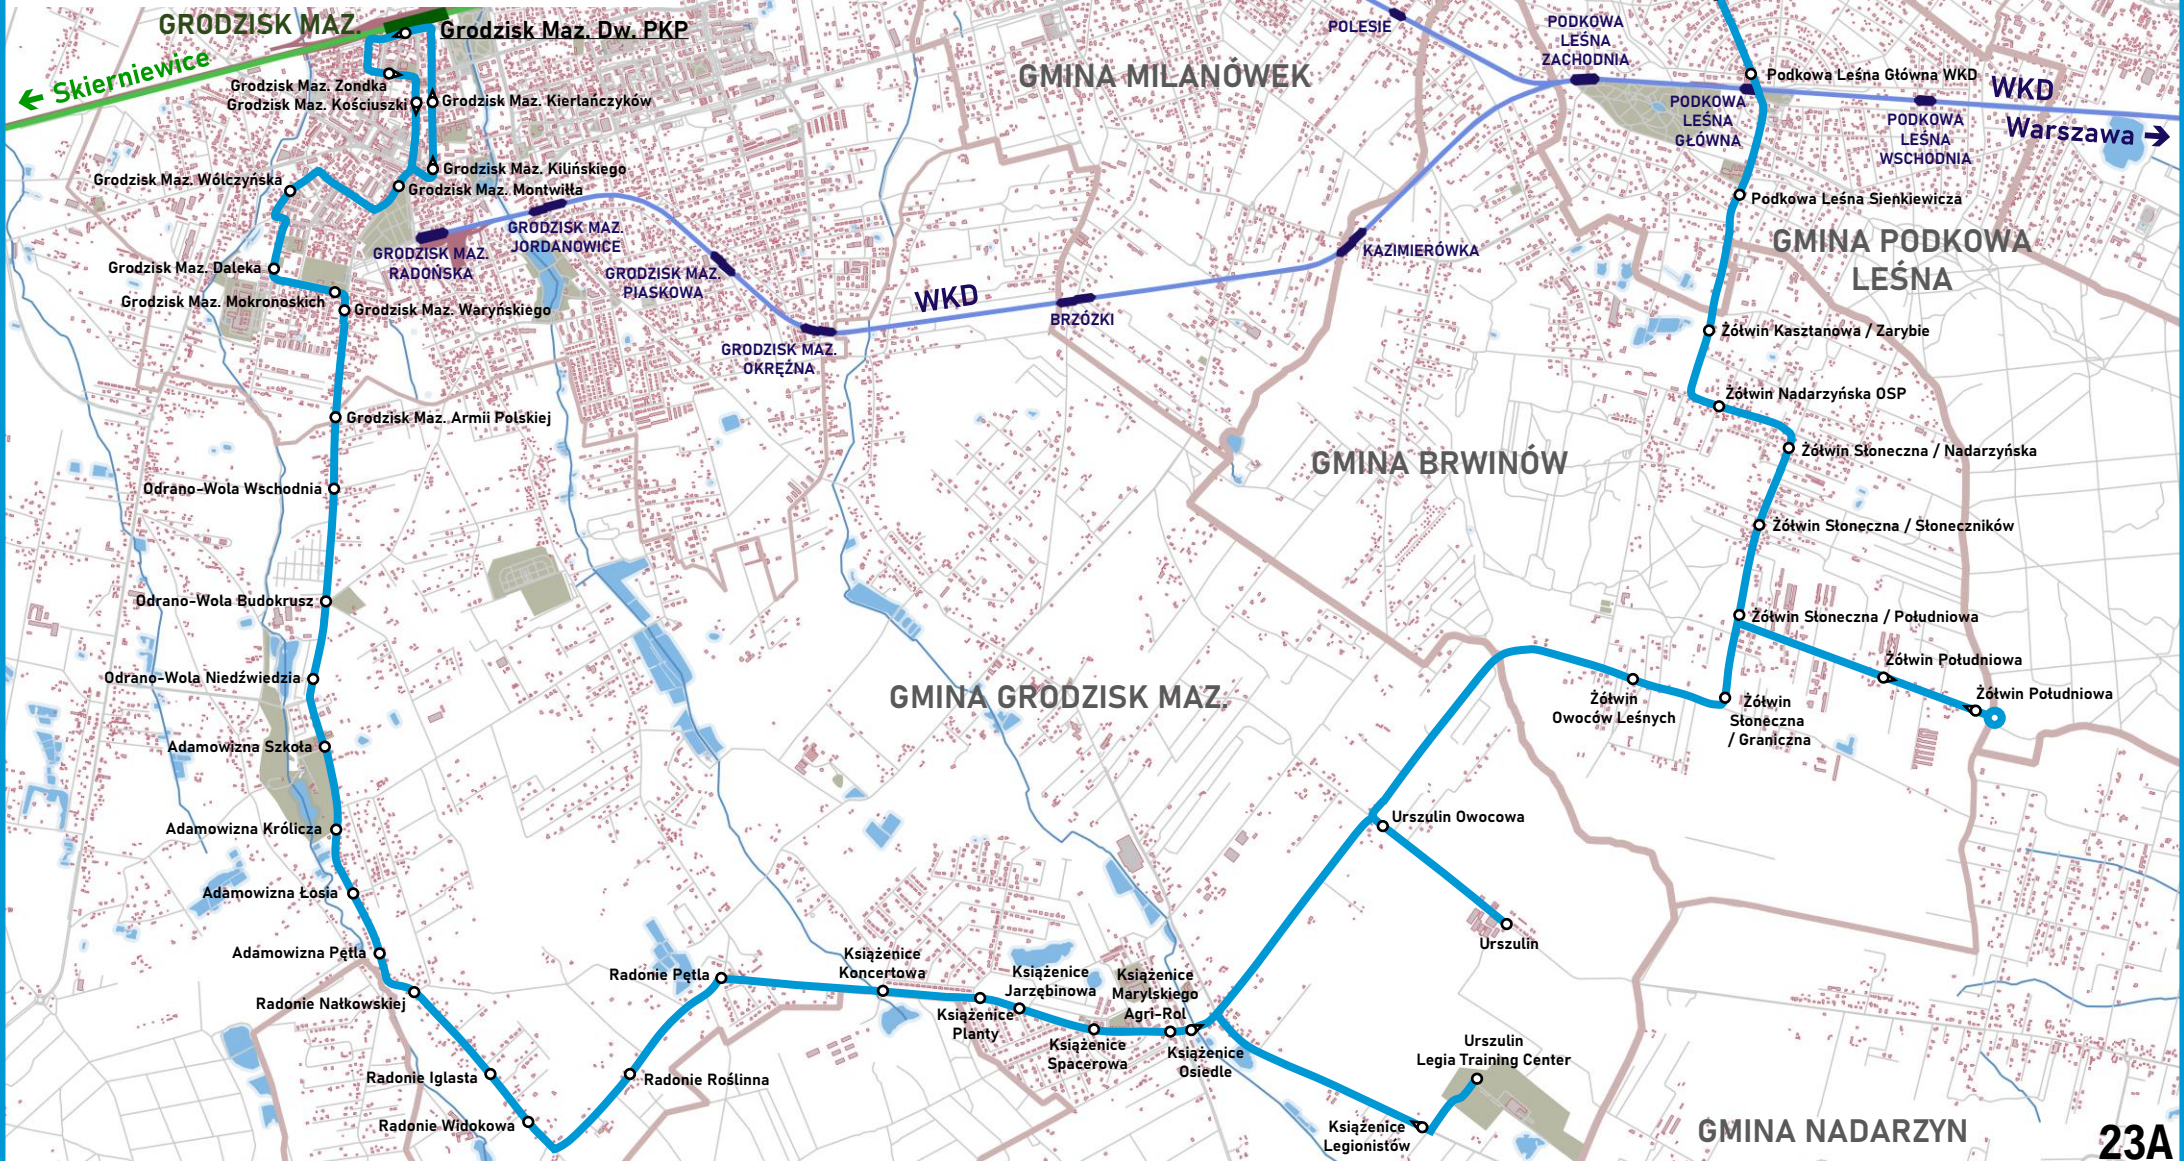 GRODZISK MAZ.
Grodzisk Maz. Dw. PKP
← Skierniewice
Grodzisk Maz. Zondka
Grodzisk Maz. Kościuszki
Grodzisk Maz. Kierlańczyków
Grodzisk Maz. Kilińskiego
Grodzisk Maz. Wólczyńska
Grodzisk Maz. Montwiłła
GRODZISK MAZ.
RADOŃSKA
GRODZISK MAZ.
JORDANOWICE
GRODZISK MAZ.
PIASKOWA
GRODZISK MAZ.
OKRĘŻNA
WKD
BRZÓZKI
KAZIMIERÓWKA
POLESIE
PODKOWA
LEŚNA
ZACHODNIA
PODKOWA
LEŚNA
GŁÓWNA
PODKOWA
LEŚNA
WSCHODNIA
WKD
Warszawa →
GMINA MILANÓWEK
Podkowa Leśna Główna WKD
Podkowa Leśna Sienkiewicza
GMINA PODKOWA
LEŚNA
Grodzisk Maz. Daleka
Grodzisk Maz. Mokronoskich
Grodzisk Maz. Waryńskiego
Grodzisk Maz. Armii Polskiej
Odrano-Wola Wschodnia
Odrano-Wola Budokrusz
Odrano-Wola Niedźwiedzia
Adamowizna Szkoła
Adamowizna Królicza
Adamowizna Łosia
Adamowizna Pętla
Radonie Nałkowskiej
Radonie Iglasta
Radonie Widokowa
Radonie Roślinna
Radonie Pętla
GMINA GRODZISK MAZ.
GMINA BRWINÓW
Żółwin Kasztanowa / Zarybie
Żółwin Nadarzyńska OSP
Żółwin Słoneczna / Nadarzyńska
Żółwin Słoneczna / Słoneczników
Żółwin Słoneczna / Południowa
Żółwin Południowa
Żółwin Południowa
Żółwin
Słoneczna
/ Graniczna
Żółwin
Owoców Leśnych
Urszulin Owocowa
Urszulin
Książenice
Koncertowa
Książenice
Planty
Książenice
Jarzębinowa
Książenice
Spacerowa
Książenice
Marylskiego
Agri-Rol
Książenice
Osiedle
Urszulin
Legia Training Center
Książenice
Legionistów
GMINA NADARZYN
23A